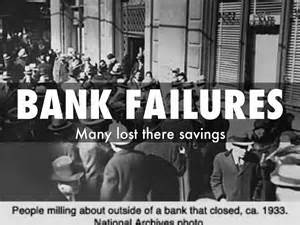 BANK FAILURES
Many lost there savings
People milling about outside of a bank that closed, ca. 1933.
National Archives photo